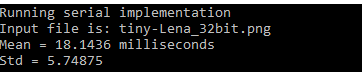 Running serial implementation
Input file is: tiny-Lena_32bit.png
Mean = 18.1436 milliseconds
Std = 5.74875